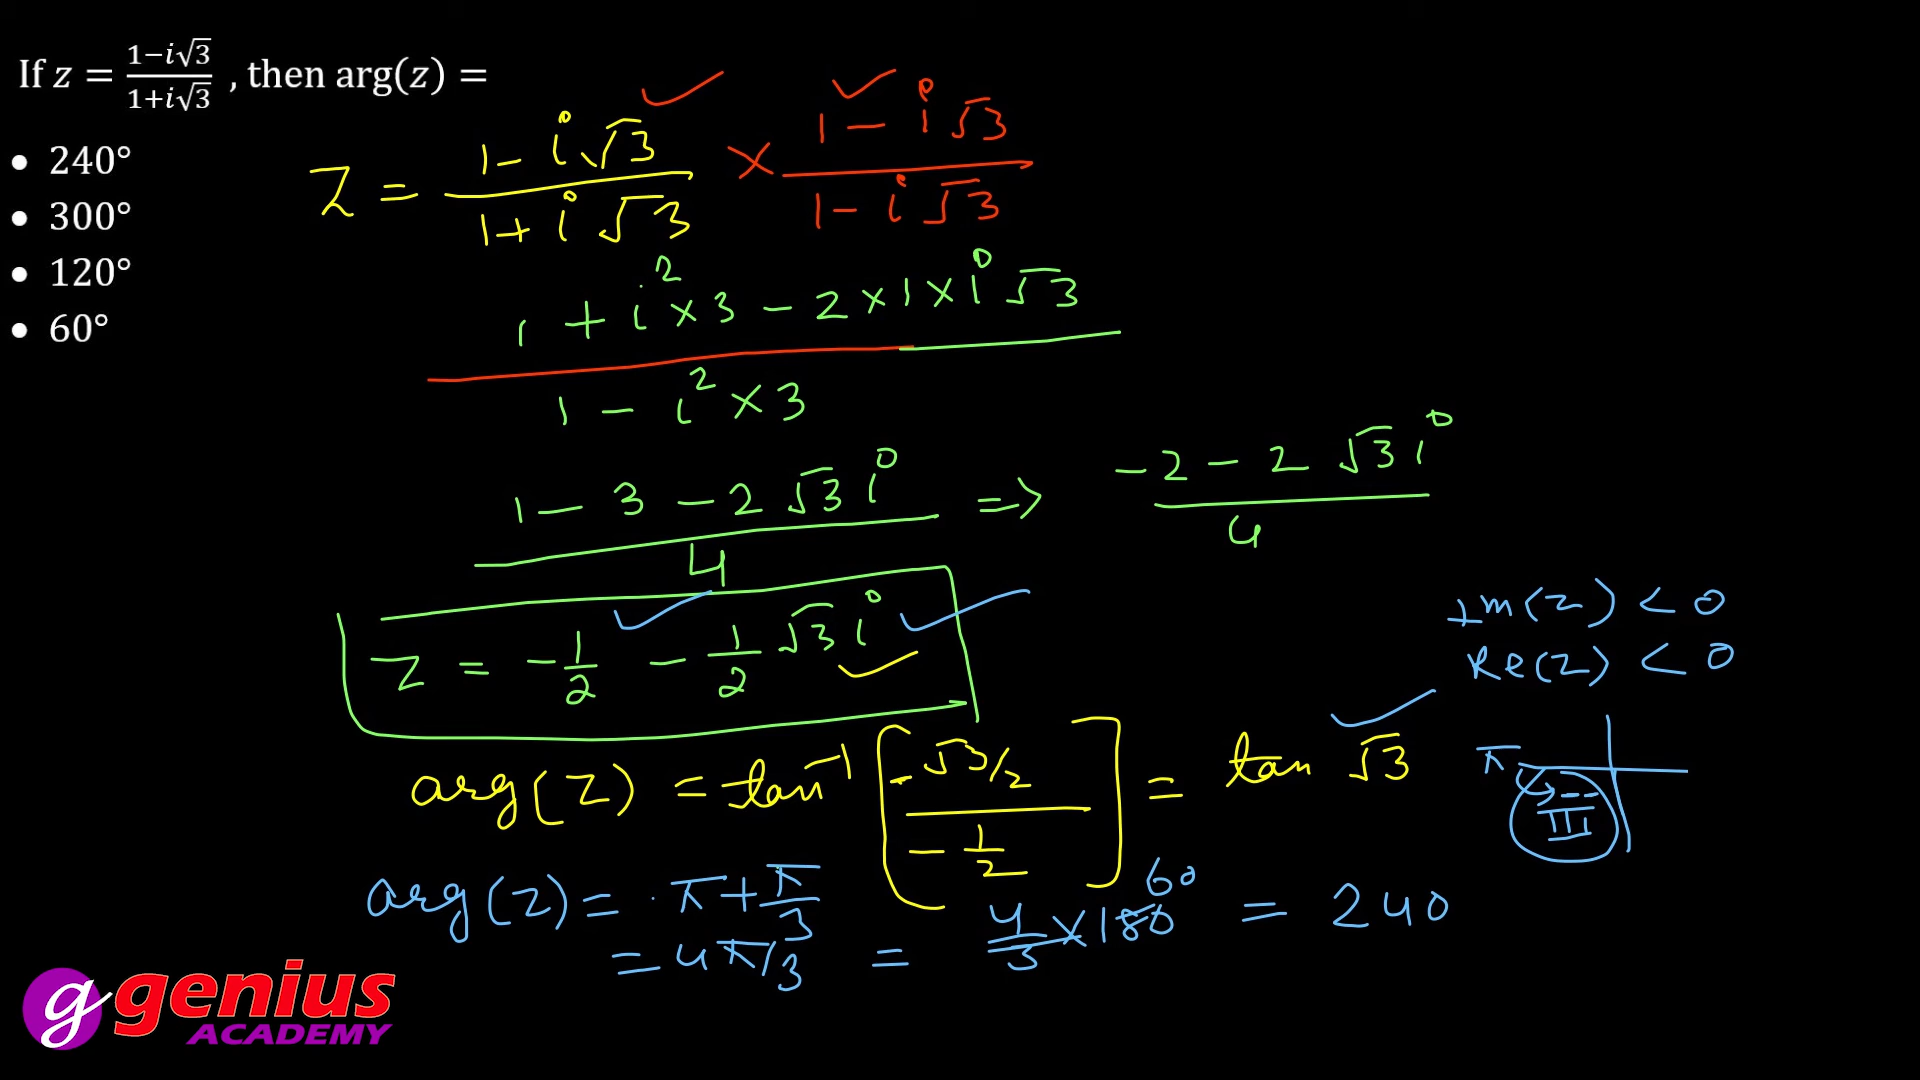 If z = (1−i√3)/(1+i√3) , then arg(z) =
• 240°
• 300°
• 120°
• 60°
Z = (1 - i√3)/(1 + i√3) × (1 - i√3)/(1 - i√3)
1 + i² × 3 - 2 × 1 × i√3
1 - i² × 3
(1 - 3 - 2√3 i)/4 ⇒ (-2 - 2√3 i)/4
Z = -1/2 - 1/2 √3 i
Im(Z) < 0
Re(Z) < 0
arg(Z) = tan⁻¹ [(-√3/2)/(-1/2)] = tan √3
π
III
arg(Z) = π + π/3
= 4π/3 = 4/3 × 180 60 = 240
g genius
ACADEMY